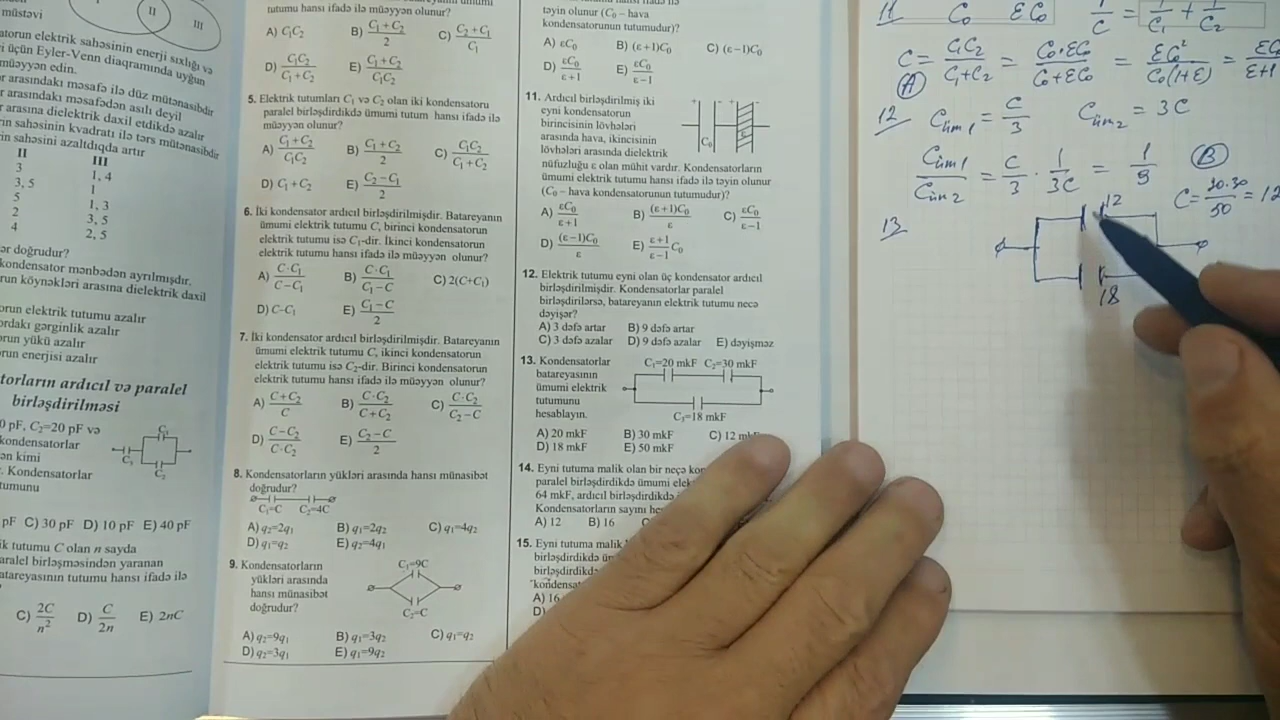 II
III
müstəvi
atorun elektrik sahəsinin enerji sıxlığı və
üçün Eyler-Venn diaqramında uyğun
müəyyən edin.
arasındakı məsafə ilə düz mütənasibdir
arasındakı məsafədən asılı deyil
arasına dielektrik daxil etdikdə azalır
sahəsinin kvadratı ilə tərs mütənasibdir
sahəsini azaltdıqda artır
II III
3 1, 4
3, 5 1
5 1, 3
2 3, 5
4 2, 5
doğrudur?
kondensator mənbədən ayrılmışdır.
run köynəkləri arasına dielektrik daxil
orun elektrik tutumu azalır
ordakı gərginlik azalır
orun yükü azalır
run enerjisi azalır
torların ardıcıl və paralel
birləşdirilməsi
0 pF, C₂=20 pF və
kondensatorlar
ən kimi
. Kondensatorlar
tumunu
C₁
C₃
C₂
pF C) 30 pF D) 10 pF E) 40 pF
ik tutumu C olan n sayda
aralel birləşməsindən yaranan
atareyasının tutumu hansı ifadə ilə
C) 2C/n² D) C/2n E) 2nC
tutumu hansı ifadə ilə müəyyən olunur?
A) C₁C₂ B) (C₁+C₂)/2 C) (C₂+C₁)/C₁
D) C₁C₂/(C₁+C₂) E) (C₁+C₂)/C₁C₂
5. Elektrik tutumları C₁ və C₂ olan iki kondensatoru
paralel birləşdirdikdə ümumi tutum hansı ifadə ilə
müəyyən olunur?
A) (C₁+C₂)/C₁C₂ B) (C₁+C₂)/2 C) C₁C₂/(C₁+C₂)
D) C₁+C₂ E) (C₂−C₁)/2
6. İki kondensator ardıcıl birləşdirilmişdir. Batareyanın
ümumi elektrik tutumu C, birinci kondensatorun
elektrik tutumu isə C₁-dir. İkinci kondensatorun
elektrik tutumu hansı ifadə ilə müəyyən olunur?
A) C·C₁/(C−C₁) B) C·C₁/(C₁−C) C) 2(C+C₁)
D) C-C₁ E) (C₁−C)/2
7. İki kondensator ardıcıl birləşdirilmişdir. Batareyanın
ümumi elektrik tutumu C, ikinci kondensatorun
elektrik tutumu isə C₂-dir. Birinci kondensatorun
elektrik tutumu hansı ifadə ilə müəyyən olunur?
A) (C+C₂)/C B) C·C₂/(C+C₂) C) C·C₂/(C₂−C)
D) (C−C₂)/(C·C₂) E) (C₂−C)/2
8. Kondensatorların yükləri arasında hansı münasibət
doğrudur?
C₁=C C₂=4C
A) q₂=2q₁ B) q₁=2q₂ C) q₁=4q₂
D) q₁=q₂ E) q₂=4q₁
9. Kondensatorların
yükləri arasında
hansı münasibət
doğrudur?
C₁=9C
C₂=C
A) q₂=9q₁ B) q₁=3q₂ C) q₁=q₂
D) q₂=3q₁ E) q₁=9q₂
təyin olunur (C₀ – hava
kondensatorunun tutumudur)?
A) εC₀ B) (ε+1)C₀ C) (ε−1)C₀
D) εC₀/(ε+1) E) εC₀/(ε−1)
11. Ardıcıl birləşdirilmiş iki
eyni kondensatorun
birincisinin lövhələri
arasında hava, ikincisinin
lövhələri arasında dielektrik
nüfuzluğu ε olan mühit vardır. Kondensatorların
ümumi elektrik tutumu hansı ifadə ilə təyin olunur
(C₀ – hava kondensatorunun tutumudur)?
+ − +
C₀ ε
A) εC₀/(ε+1) B) (ε+1)C₀/ε C) εC₀/(ε−1)
D) (ε−1)C₀/ε E) (ε+1)/(ε−1) C₀
12. Elektrik tutumu eyni olan üç kondensator ardıcıl
birləşdirilmişdir. Kondensatorlar paralel
birləşdirilərsə, batareyanın elektrik tutumu necə
dəyişər?
A) 3 dəfə artar B) 9 dəfə artar
C) 3 dəfə azalar D) 9 dəfə azalar E) dəyişməz
13. Kondensatorlar
batareyasının
ümumi elektrik
tutumunu
hesablayın.
C₁=20 mkF C₂=30 mkF
C₃=18 mkF
A) 20 mkF B) 30 mkF C) 12 mkF
D) 18 mkF E) 50 mkF
14. Eyni tutuma malik olan bir neçə
paralel birləşdirdikdə ümumi
64 mkF, ardıcıl birləşdirdikdə
Kondensatorların sayını
A) 12 B) 16
15. Eyni tutuma malik
birləşdirdikdə
birləşdirdikdə
A) 16
D)
11 C₀ εC₀ 1/C = 1/C₁ + 1/C₂
C = C₁C₂/(C₁+C₂) = C₀·εC₀/(C₀+εC₀) = εC₀²/C₀(1+ε) = εC₀/(ε+1)
A
12 Cüm₁ = C/3 Cüm₂ = 3C
Cüm₁/Cüm₂ = C/3 · 1/3C = 1/9 B
13 12 C = 20·30/50 = 12
18